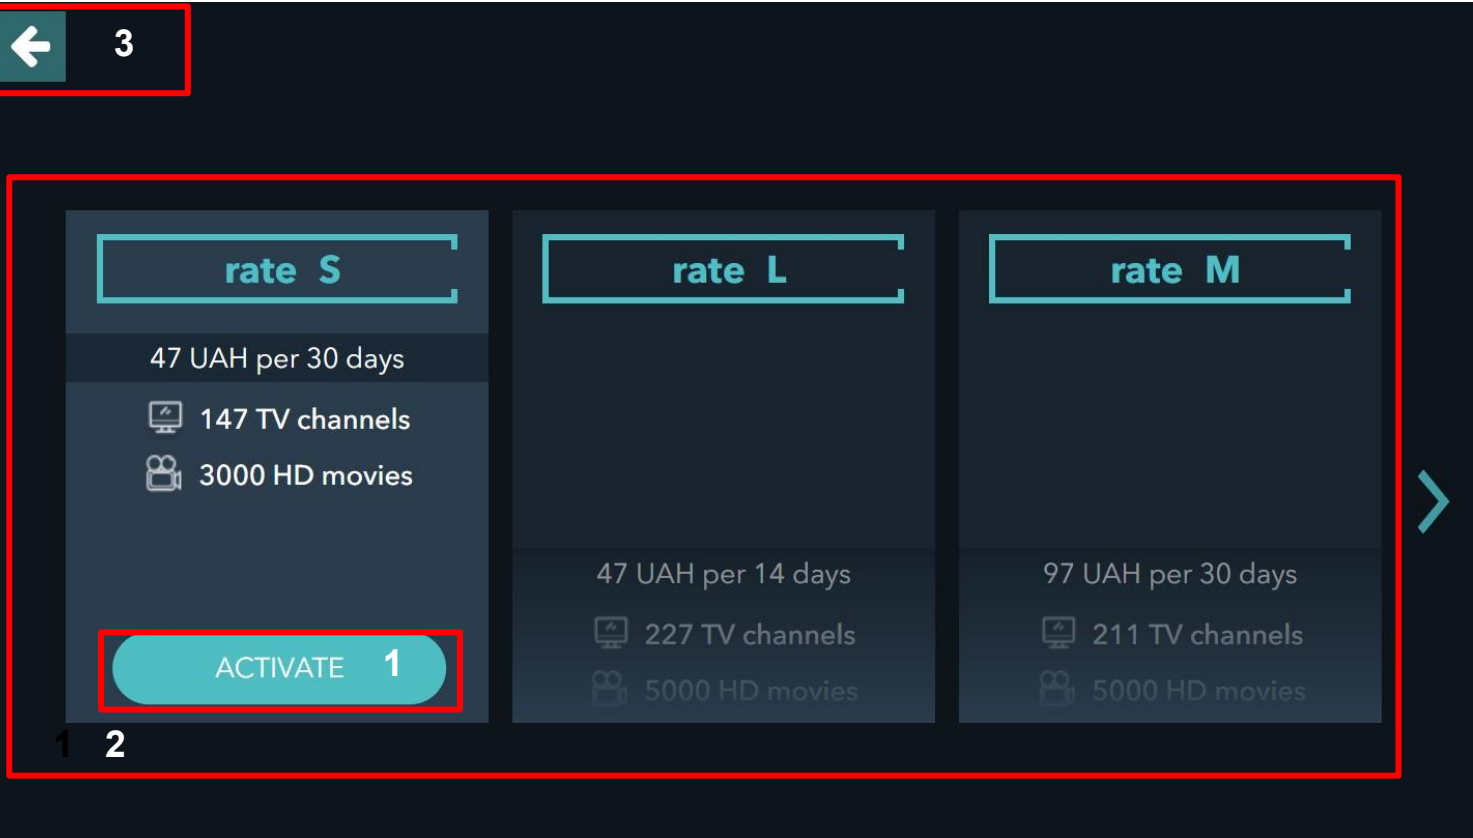 3
rate S
47 UAH per 30 days
147 TV channels
3000 HD movies
ACTIVATE 1
rate L
47 UAH per 14 days
227 TV channels
5000 HD movies
rate M
97 UAH per 30 days
211 TV channels
5000 HD movies
1 2